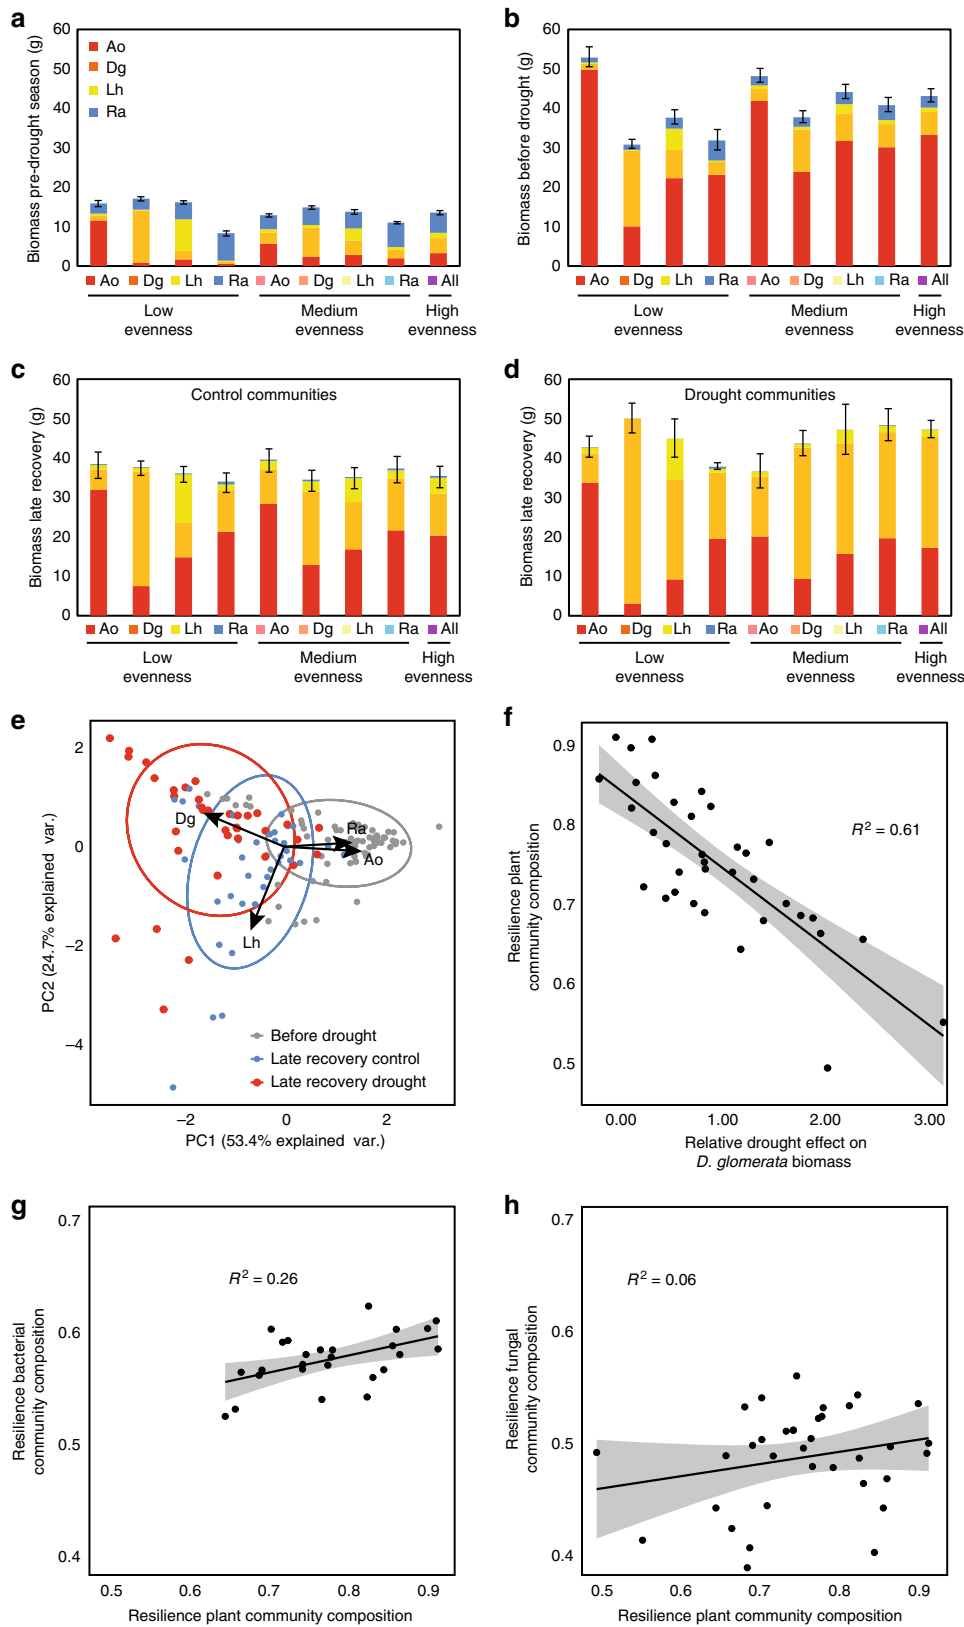 a
Biomass pre-drought season (g)
60
50
40
30
20
10
0
Ao
Dg
Lh
Ra
Ao Dg Lh Ra Ao Dg Lh Ra All
Low evenness
Medium evenness
High evenness
b
Biomass before drought (g)
60
50
40
30
20
10
0
Ao Dg Lh Ra Ao Dg Lh Ra All
Low evenness
Medium evenness
High evenness
c
Biomass late recovery (g)
60
50
40
30
20
10
0
Control communities
Ao Dg Lh Ra Ao Dg Lh Ra All
Low evenness
Medium evenness
High evenness
d
Biomass late recovery (g)
60
50
40
30
20
10
0
Drought communities
Ao Dg Lh Ra Ao Dg Lh Ra All
Low evenness
Medium evenness
High evenness
e
PC2 (24.7% explained var.)
2
0
−2
−4
Dg
Ra
Ao
Lh
Before drought
Late recovery control
Late recovery drought
−2 0 2
PC1 (53.4% explained var.)
f
Resilience plant
community composition
0.9
0.8
0.7
0.6
0.5
R² = 0.61
0.00 1.00 2.00 3.00
Relative drought effect on
D. glomerata biomass
g
Resilience bacterial
community composition
0.7
0.6
0.5
0.4
R² = 0.26
0.5 0.6 0.7 0.8 0.9
Resilience plant community composition
h
Resilience fungal
community composition
0.7
0.6
0.5
0.4
R² = 0.06
0.5 0.6 0.7 0.8 0.9
Resilience plant community composition